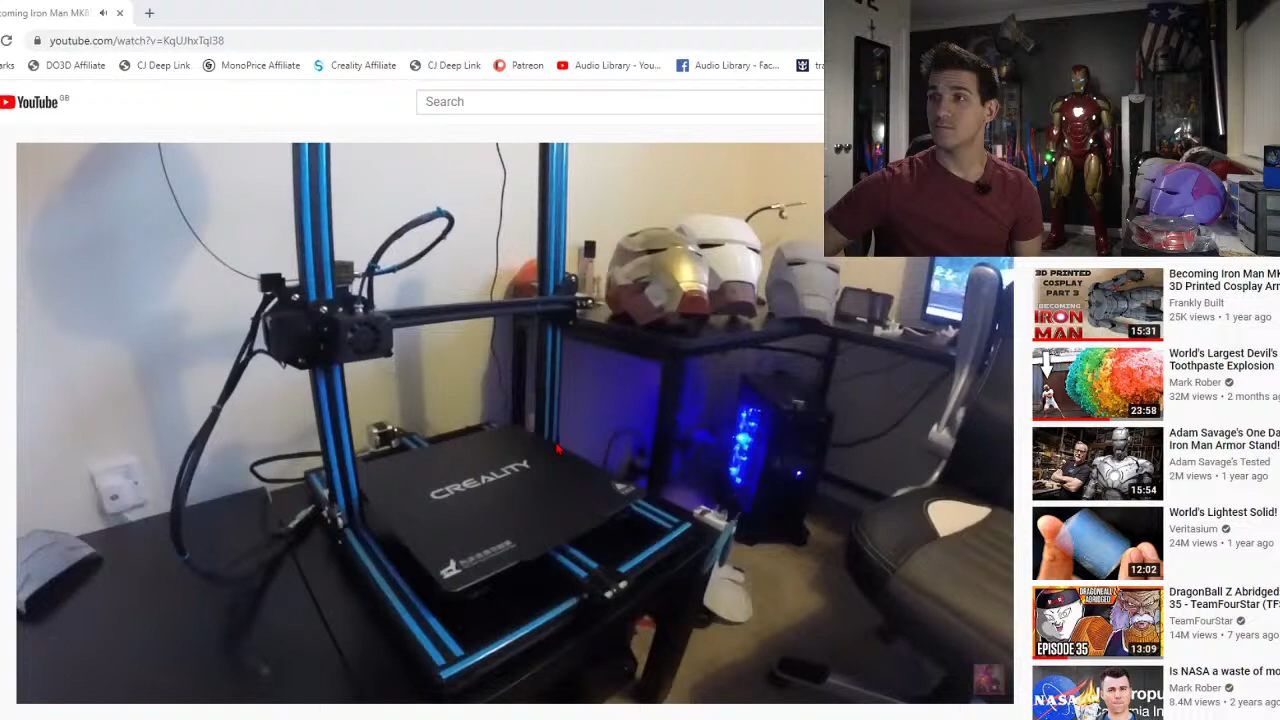 coming Iron Man MK8
youtube.com/watch?v=KqUJhxTqI38
arks
DO3D Affiliate
CJ Deep Link
MonoPrice Affiliate
Creality Affiliate
CJ Deep Link
Patreon
Audio Library - You...
Audio Library - Fac...
tra
YouTube GB
Search
CREALITY
3D PRINTED
COSPLAY
PART 3
BECOMING
IRON
MAN
15:31
Becoming Iron Man MK
3D Printed Cosplay Arm
Frankly Built
25K views • 1 year ago
23:58
World's Largest Devil's
Toothpaste Explosion
Mark Rober
32M views • 2 months a
15:54
Adam Savage's One Da
Iron Man Armor Stand!
Adam Savage's Tested
2M views • 1 year ago
12:02
World's Lightest Solid!
Veritasium
24M views • 1 year ago
EPISODE 35
13:09
DragonBall Z Abridged
35 - TeamFourStar (TF
TeamFourStar
14M views • 7 years ago
NASA
Is NASA a waste of mo
Mark Rober
8.4M views • 2 years ago